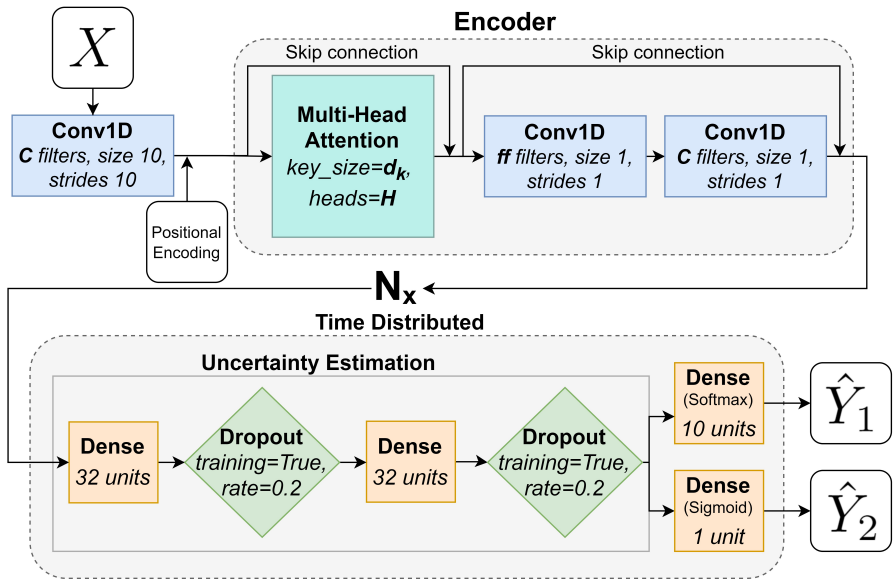 Encoder
X
Skip connection
Skip connection
Conv1D
C filters, size 10,
strides 10
Multi-Head
Attention
key_size=dₖ,
heads=H
Conv1D
ff filters, size 1,
strides 1
Conv1D
C filters, size 1,
strides 1
Positional
Encoding
Nₓ
Time Distributed
Uncertainty Estimation
Dense
32 units
Dropout
training=True,
rate=0.2
Dense
32 units
Dropout
training=True,
rate=0.2
Dense
(Softmax)
10 units
Ŷ₁
Dense
(Sigmoid)
1 unit
Ŷ₂